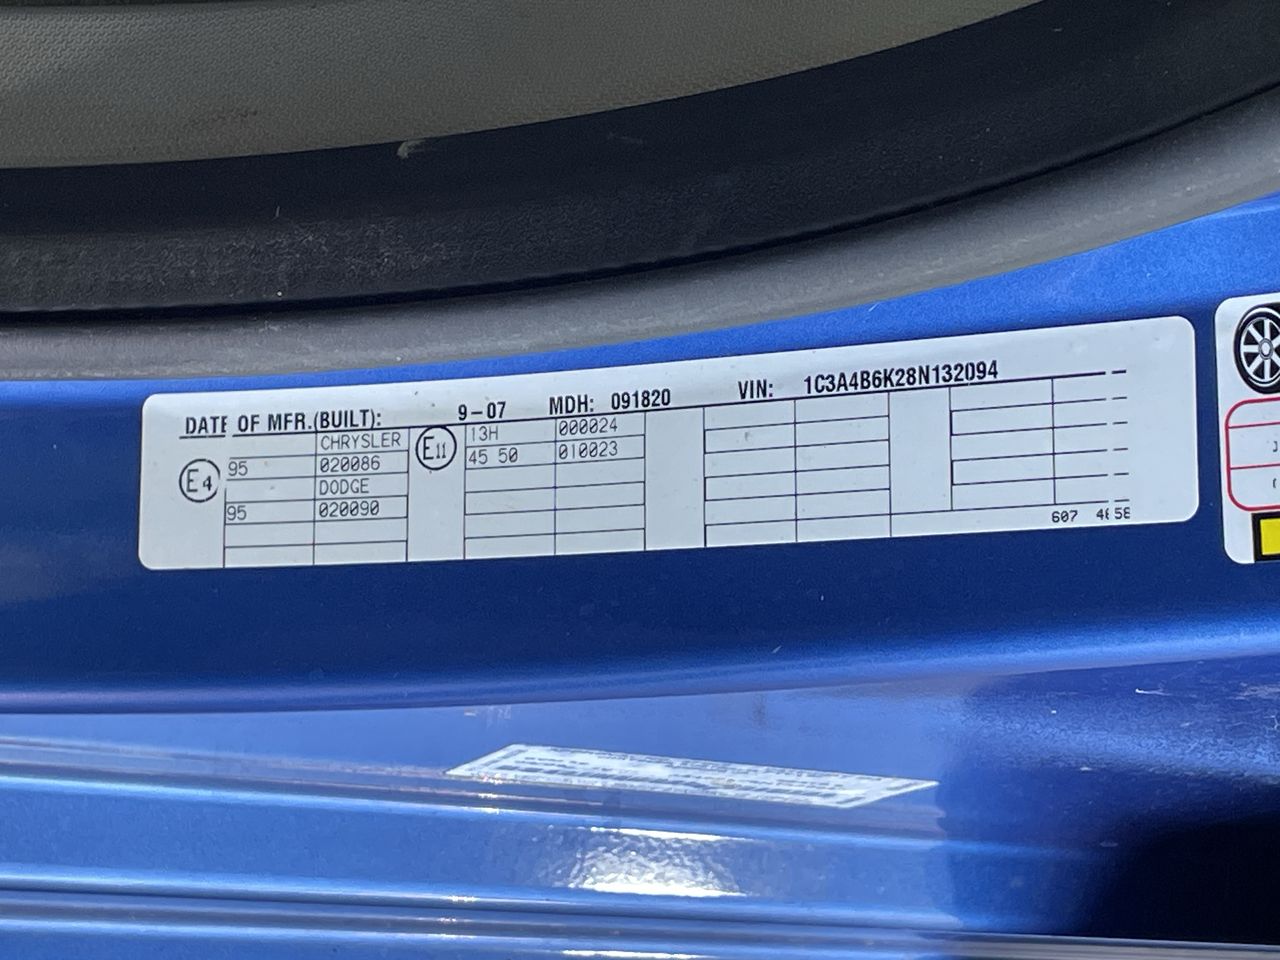 DATE OF MFR.(BUILT): 9-07 MDH: 091820 VIN: 1C3A4B6K28N132094
CHRYSLER E11 13H 000024
E4 95 020086 45 50 010023
DODGE
95 020090
607